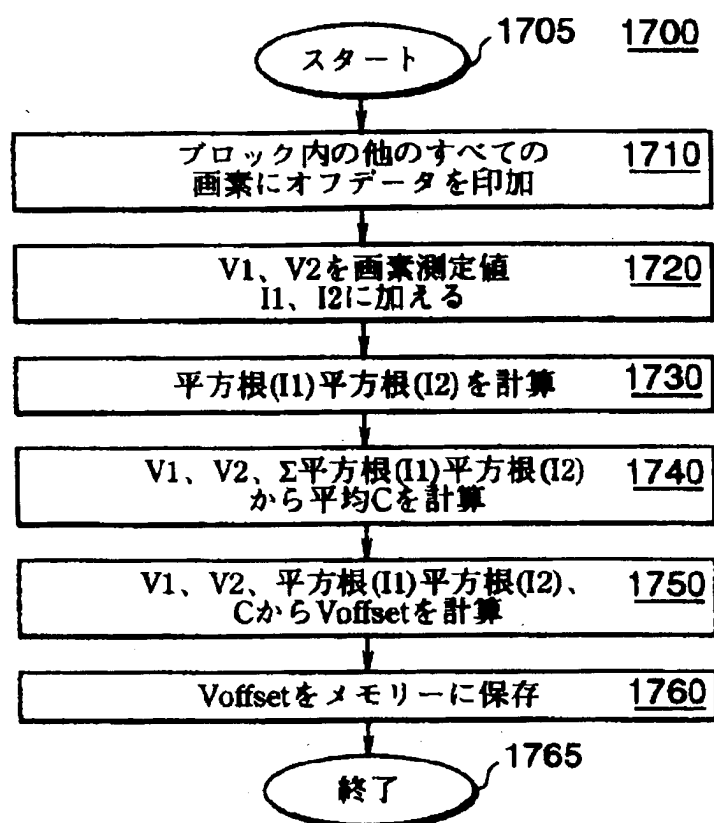 スタート
1705
1700
ブロック内の他のすべての
画素にオフデータを印加
1710
V1、V2を画素測定値
I1、I2に加える
1720
平方根(I1)平方根(I2)を計算
1730
V1、V2、Σ平方根(I1)平方根(I2)
から平均Cを計算
1740
V1、V2、平方根(I1)平方根(I2)、
CからVoffsetを計算
1750
Voffsetをメモリーに保存
1760
終了
1765